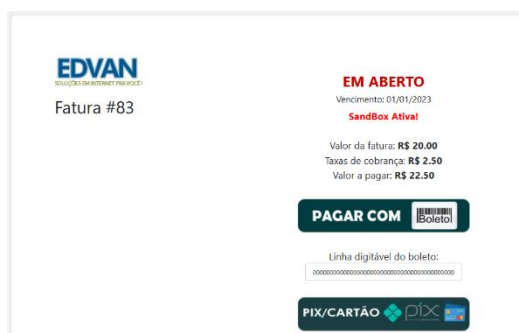 EDVAN
SOLUÇÕES EM INTERNET PRA VOCÊ!
Fatura #83
EM ABERTO
Vencimento: 01/01/2023
SandBox Ativa!
Valor da fatura: R$ 20.00
Taxas de cobrança: R$ 2.50
Valor a pagar: R$ 22.50
PAGAR COM Boleto
Linha digitável do boleto:
PIX/CARTÃO pix